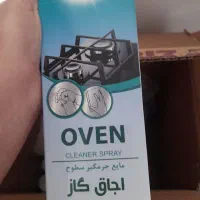 OVEN
CLEANER SPRAY
مایع جرمگیر سطوح
اجاق گاز